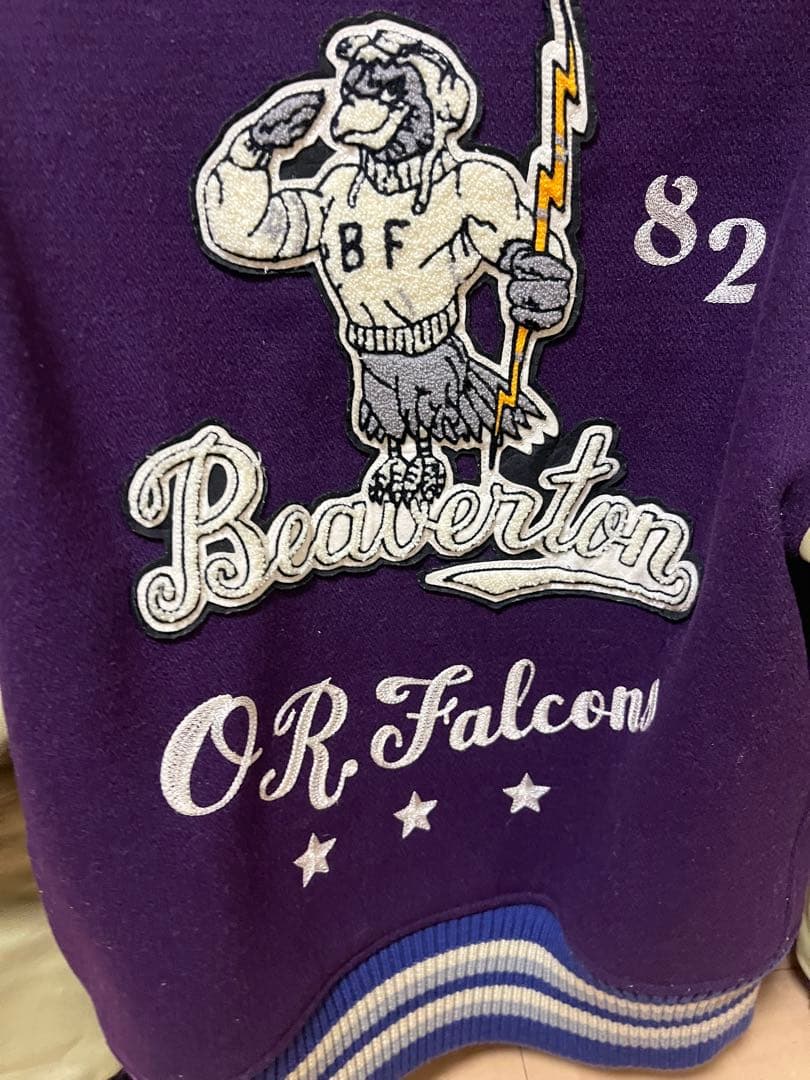 82
BF
Beaverton
OR Falcons